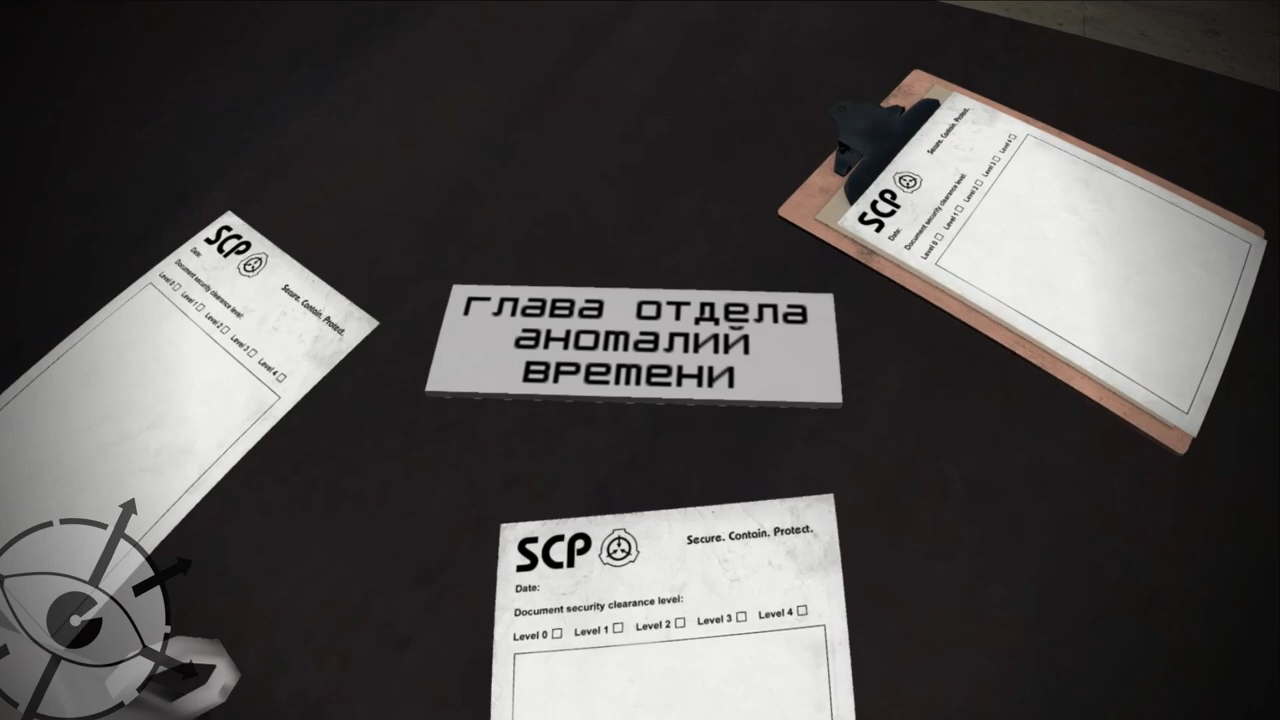 SCP
Secure. Contain. Protect.
Date:
Document security clearance level:
Level 0 Level 1 Level 2 Level 3 Level 4
SCP
Secure. Contain. Protect.
Date:
Document security clearance level:
Level 0 Level 1 Level 2 Level 3 Level 4
глава отдела
аномалий
времени
SCP
Secure. Contain. Protect.
Date:
Document security clearance level:
Level 0 Level 1 Level 2 Level 3 Level 4